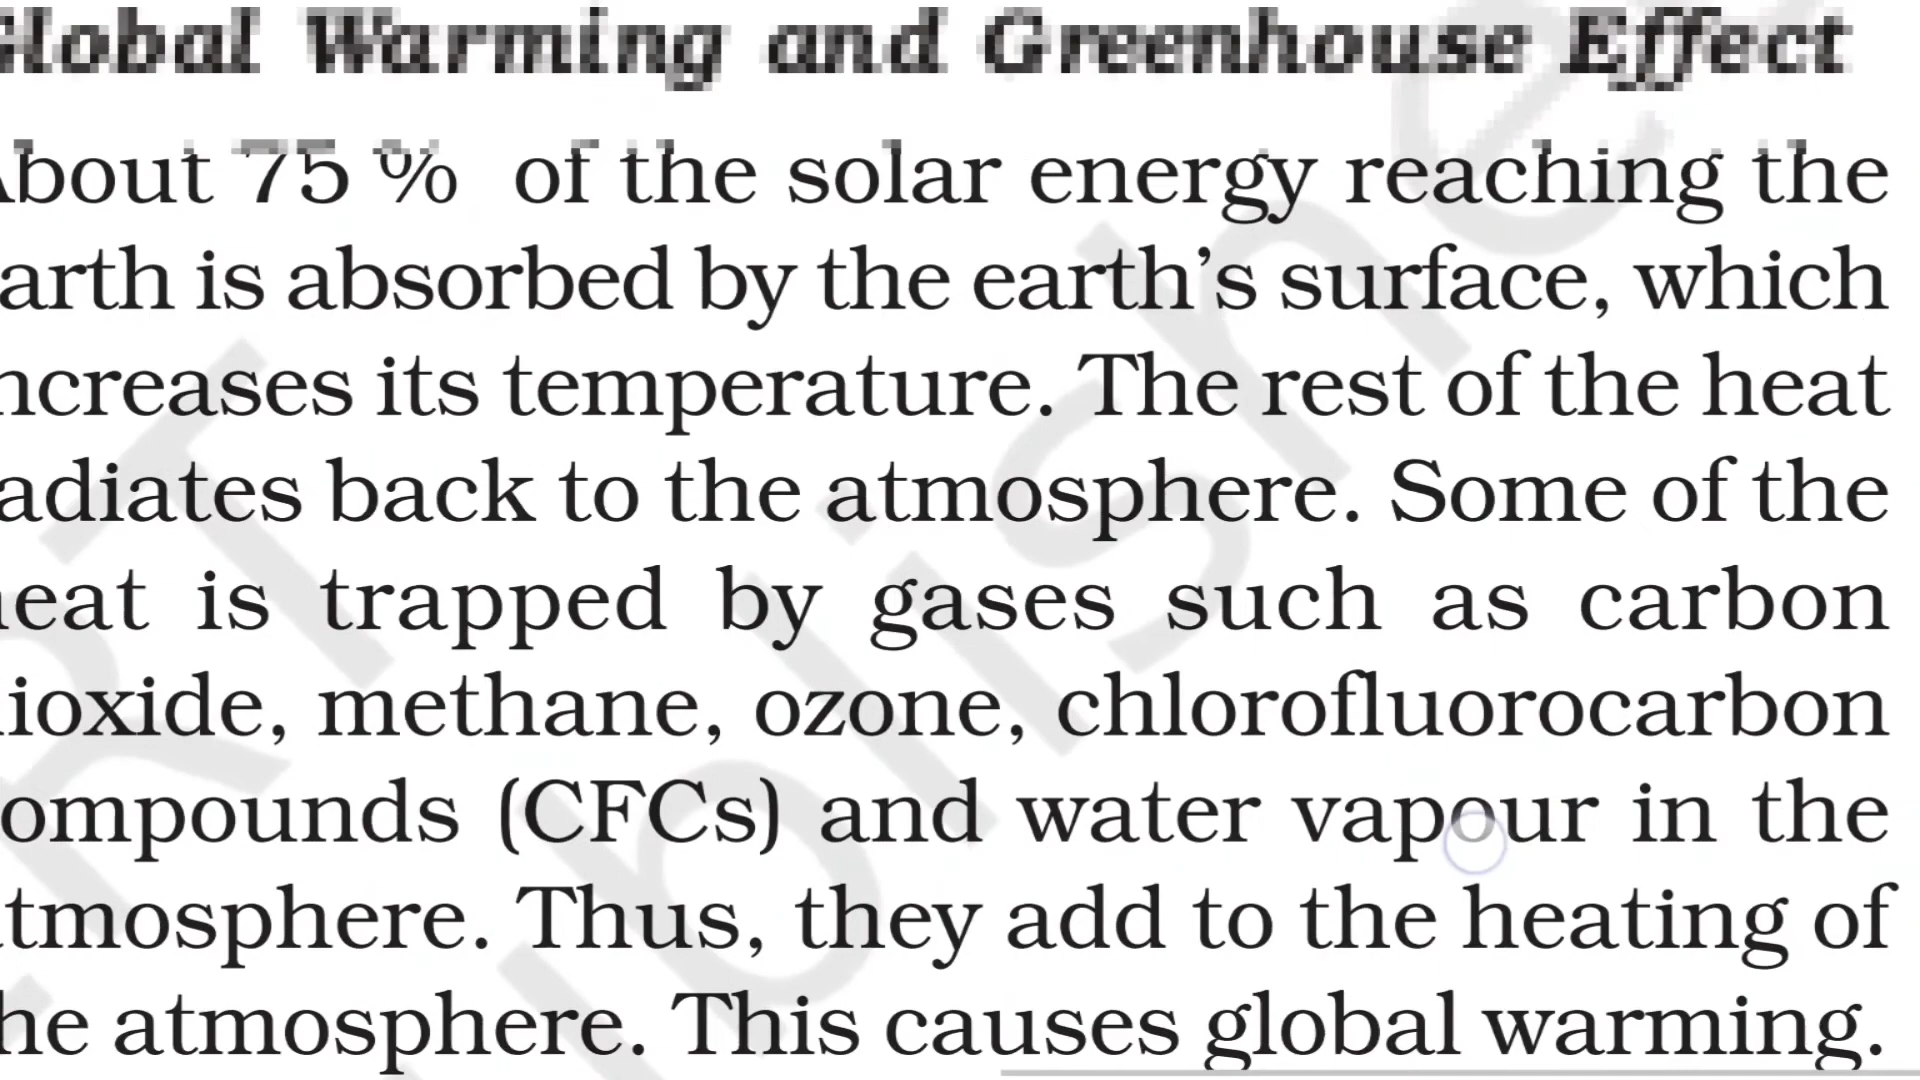 Global Warming and Greenhouse Effect
About 75 % of the solar energy reaching the
arth is absorbed by the earth's surface, which
ncreases its temperature. The rest of the heat
adiates back to the atmosphere. Some of the
heat is trapped by gases such as carbon
ioxide, methane, ozone, chlorofluorocarbon
ompounds (CFCs) and water vapour in the
tmosphere. Thus, they add to the heating of
he atmosphere. This causes global warming.